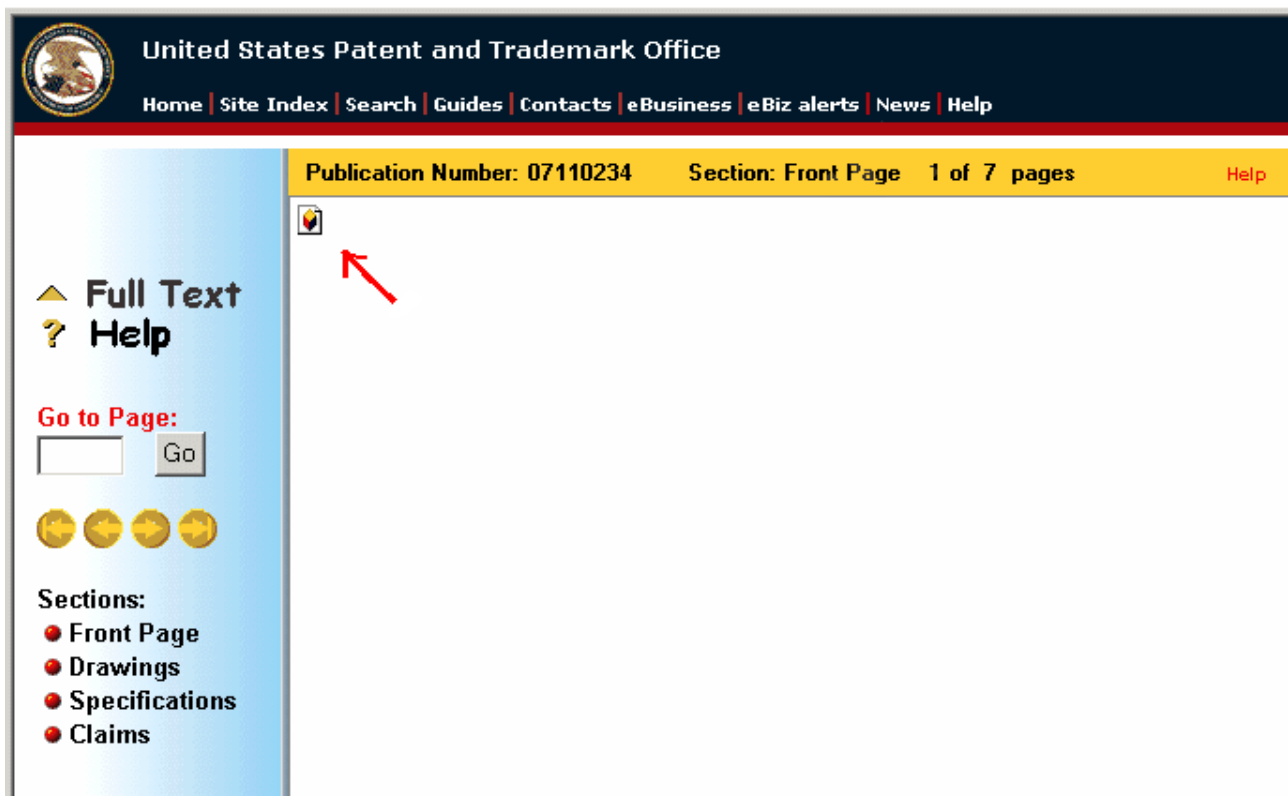 United States Patent and Trademark Office
Home | Site Index | Search | Guides | Contacts | eBusiness | eBiz alerts | News | Help
Publication Number: 07110234 Section: Front Page 1 of 7 pages Help
Full Text
? Help
Go to Page:
Go
Sections:
Front Page
Drawings
Specifications
Claims